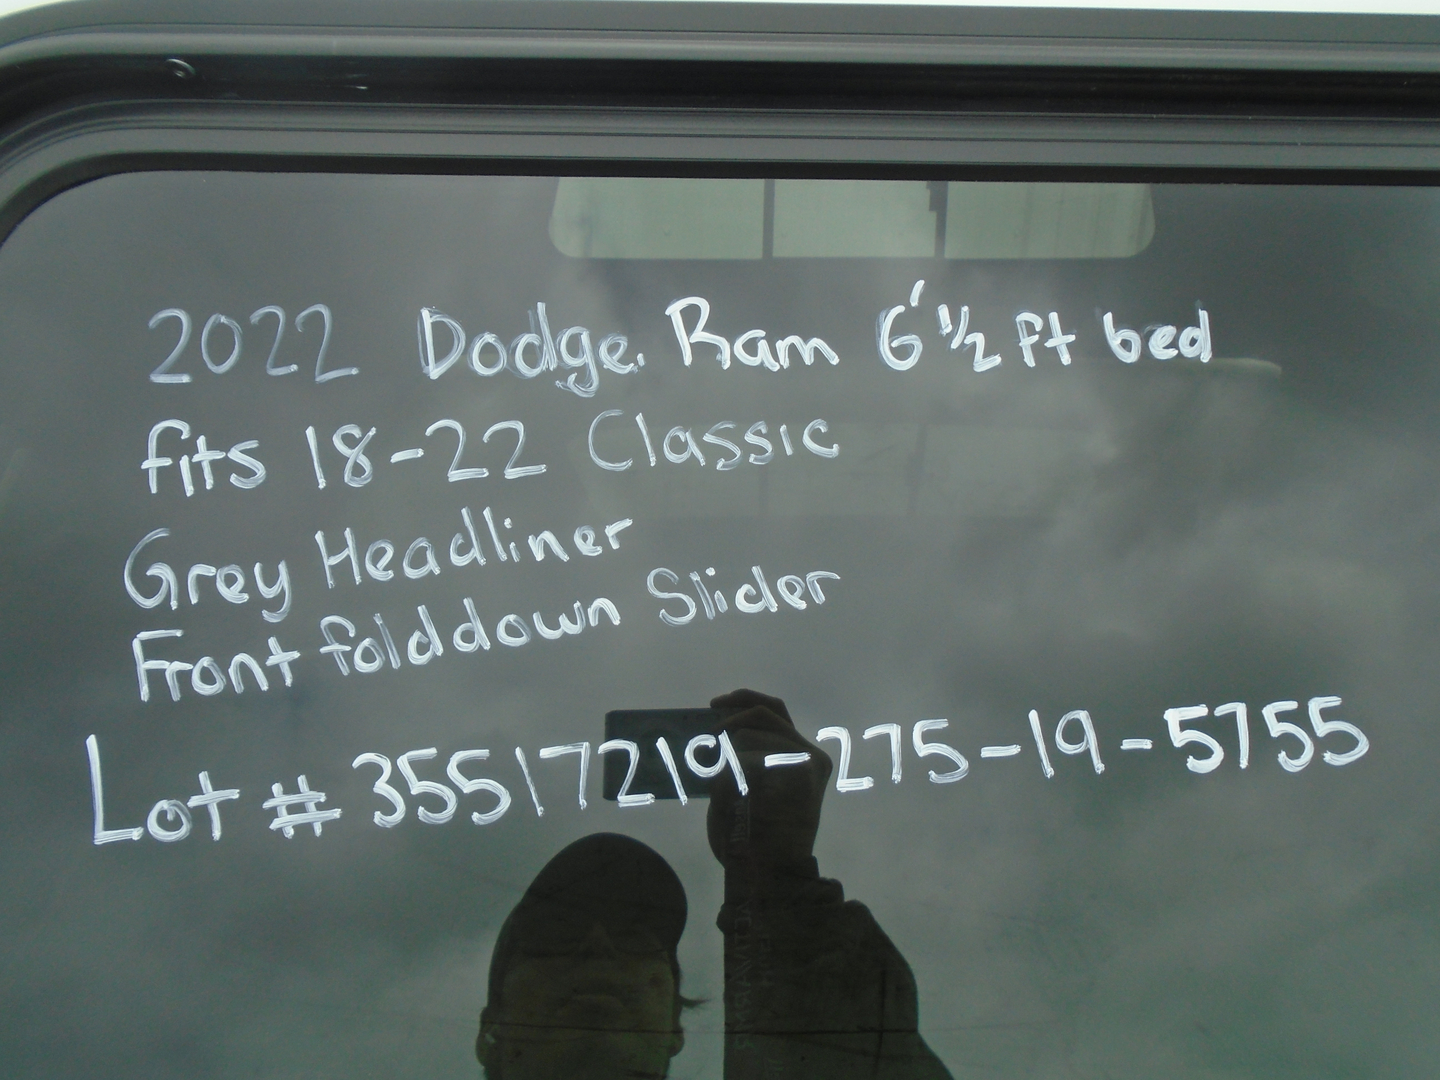 2022 Dodge Ram 6' 1/2 ft bed
fits 18-22 Classic
Grey Headliner
Front folddown Slider
Lot # 35517219-275-19-5755